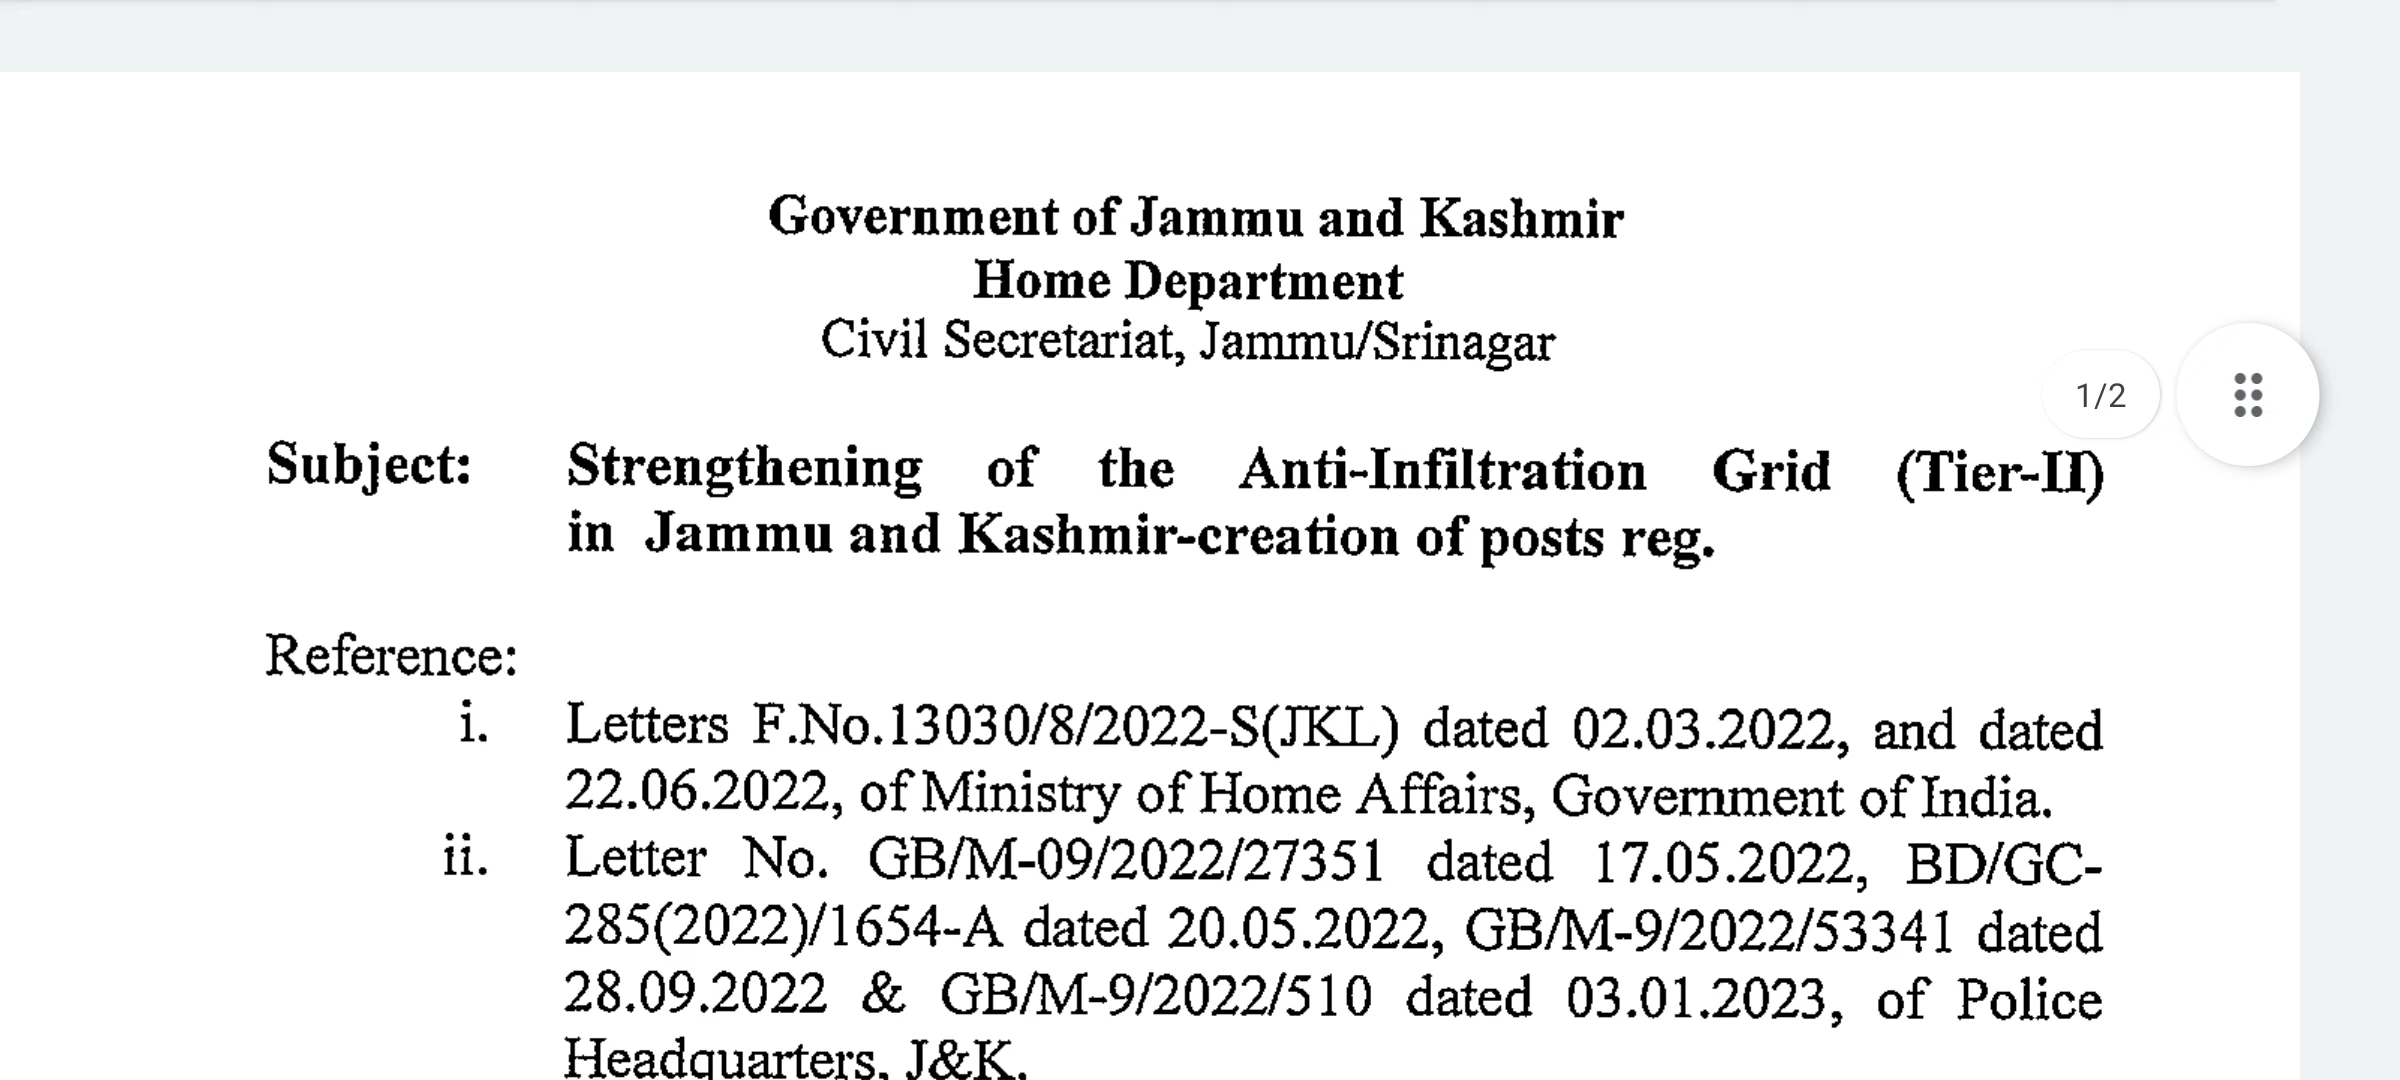 Government of Jammu and Kashmir
Home Department
Civil Secretariat, Jammu/Srinagar
1/2
Subject: Strengthening of the Anti-Infiltration Grid (Tier-II)
in Jammu and Kashmir-creation of posts reg.
Reference:
i. Letters F.No.13030/8/2022-S(JKL) dated 02.03.2022, and dated
22.06.2022, of Ministry of Home Affairs, Government of India.
ii. Letter No. GB/M-09/2022/27351 dated 17.05.2022, BD/GC-
285(2022)/1654-A dated 20.05.2022, GB/M-9/2022/53341 dated
28.09.2022 & GB/M-9/2022/510 dated 03.01.2023, of Police
Headquarters, J&K.